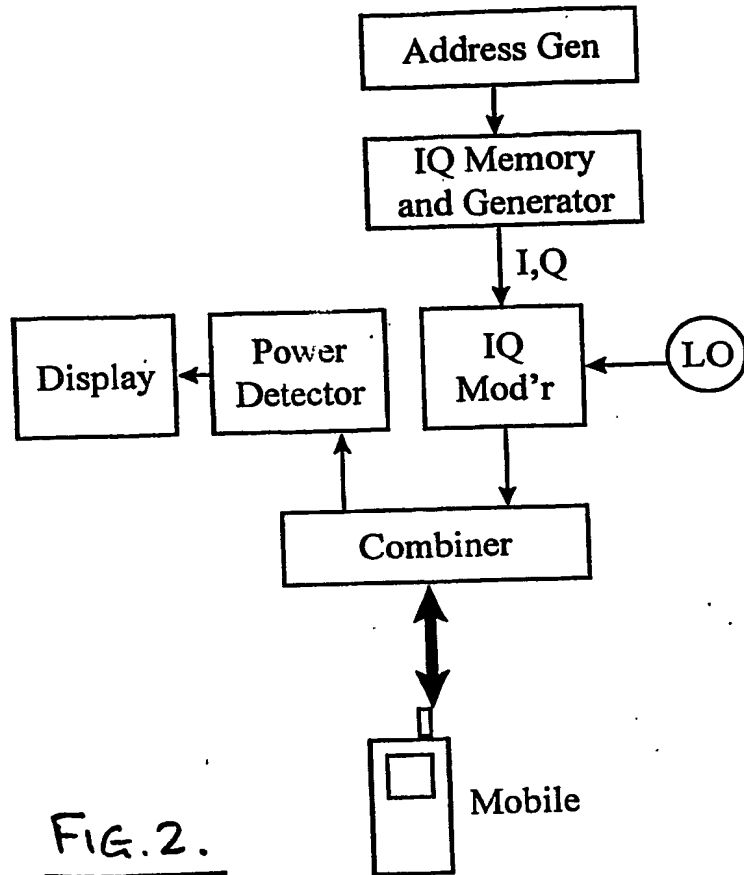 Address Gen
IQ Memory
and Generator
I,Q
Display
Power
Detector
IQ
Mod'r
LO
Combiner
Mobile
FIG.2.